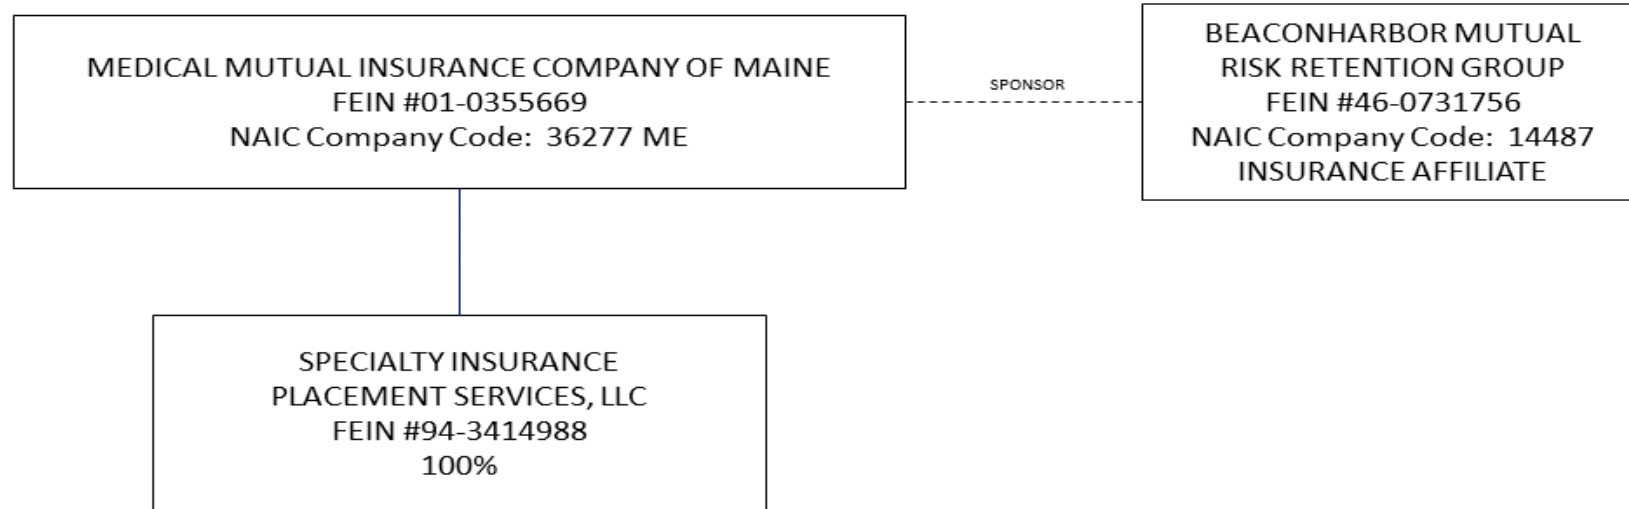 MEDICAL MUTUAL INSURANCE COMPANY OF MAINE
FEIN #01-0355669
NAIC Company Code:  36277 ME
SPONSOR
BEACONHARBOR MUTUAL
RISK RETENTION GROUP
FEIN #46-0731756
NAIC Company Code:  14487
INSURANCE AFFILIATE
SPECIALTY INSURANCE
PLACEMENT SERVICES, LLC
FEIN #94-3414988
100%